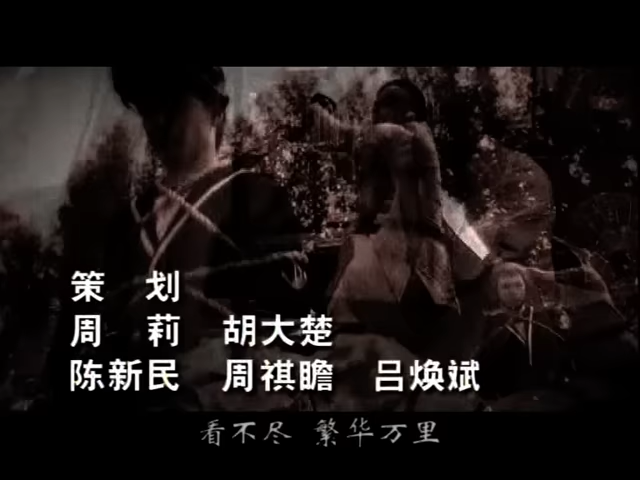 策 划
周 莉 胡大楚
陈新民 周祺瞻 吕焕斌
看不尽 繁华万里